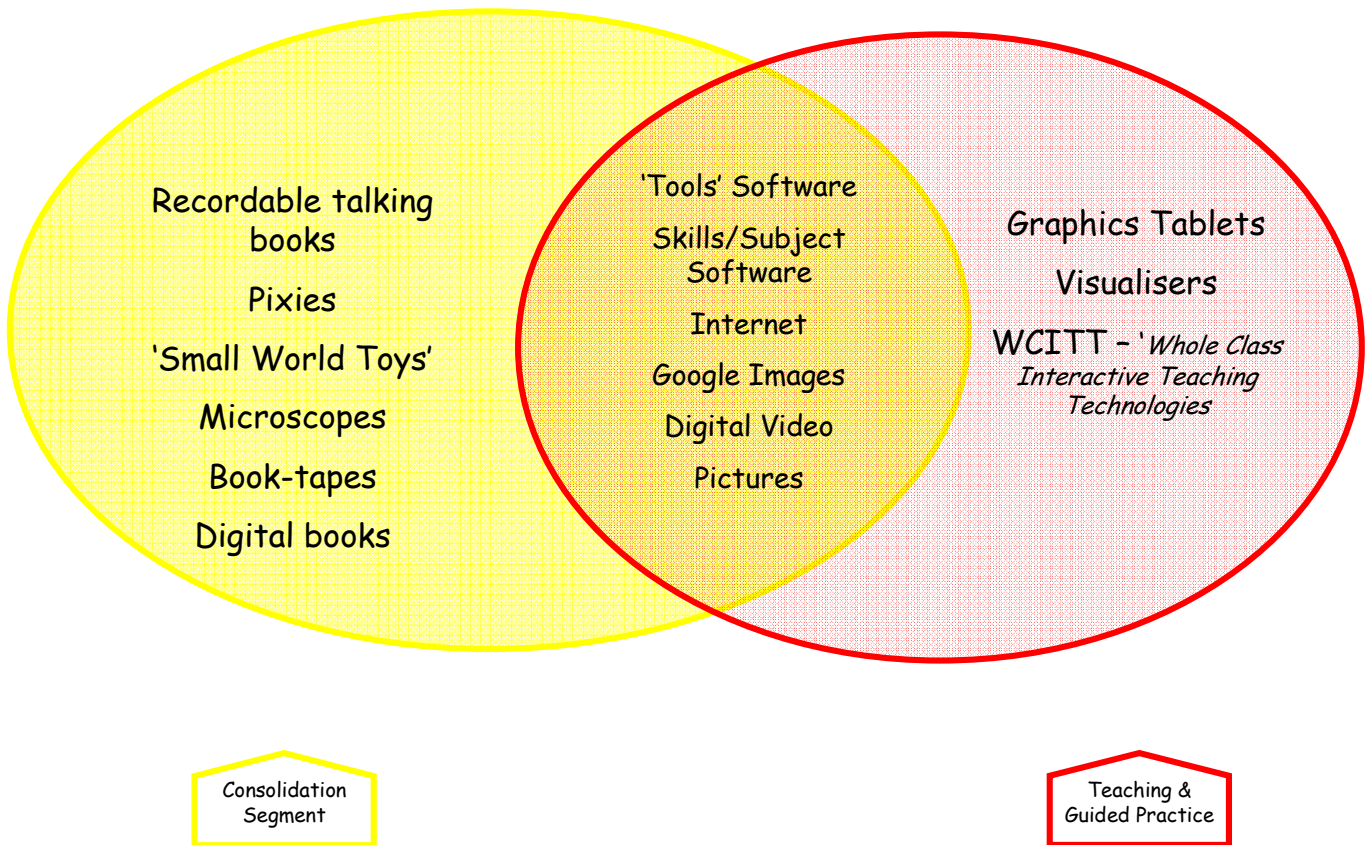 Recordable talking
books
Pixies
‘Small World Toys’
Microscopes
Book-tapes
Digital books
‘Tools’ Software
Skills/Subject
Software
Internet
Google Images
Digital Video
Pictures
Graphics Tablets
Visualisers
WCITT – ‘Whole Class
Interactive Teaching
Technologies
Consolidation
Segment
Teaching &
Guided Practice